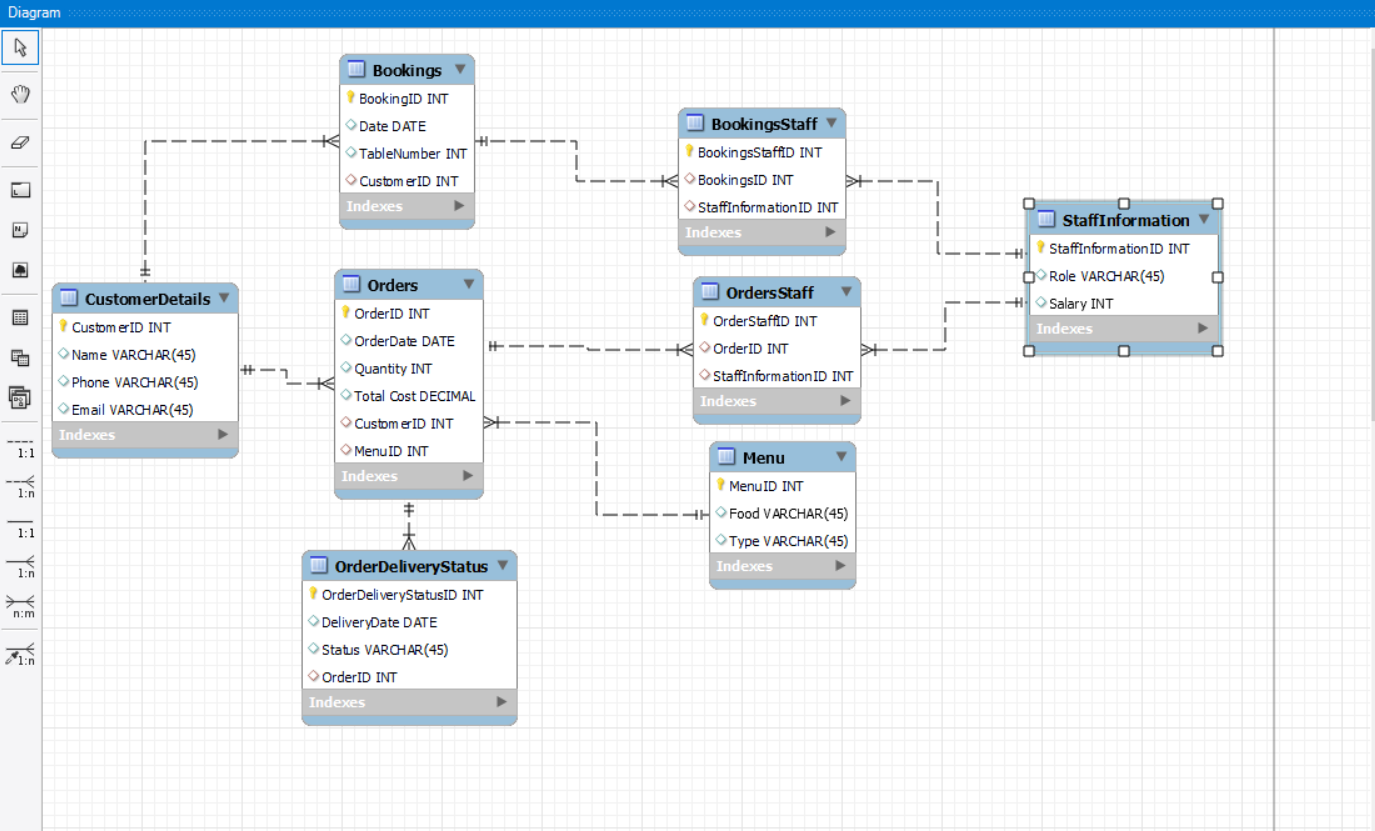 Diagram
Bookings
BookingID INT
Date DATE
TableNumber INT
CustomerID INT
Indexes
BookingsStaff
BookingsStaffID INT
BookingsID INT
StaffInformationID INT
Indexes
StaffInformation
StaffInformationID INT
Role VARCHAR(45)
Salary INT
Indexes
CustomerDetails
CustomerID INT
Name VARCHAR(45)
Phone VARCHAR(45)
Email VARCHAR(45)
Indexes
Orders
OrderID INT
OrderDate DATE
Quantity INT
Total Cost DECIMAL
CustomerID INT
MenuID INT
Indexes
OrdersStaff
OrderStaffID INT
OrderID INT
StaffInformationID INT
Indexes
Menu
MenuID INT
Food VARCHAR(45)
Type VARCHAR(45)
Indexes
OrderDeliveryStatus
OrderDeliveryStatusID INT
DeliveryDate DATE
Status VARCHAR(45)
OrderID INT
Indexes
1:1
1:n
1:1
1:n
n:m
1:n